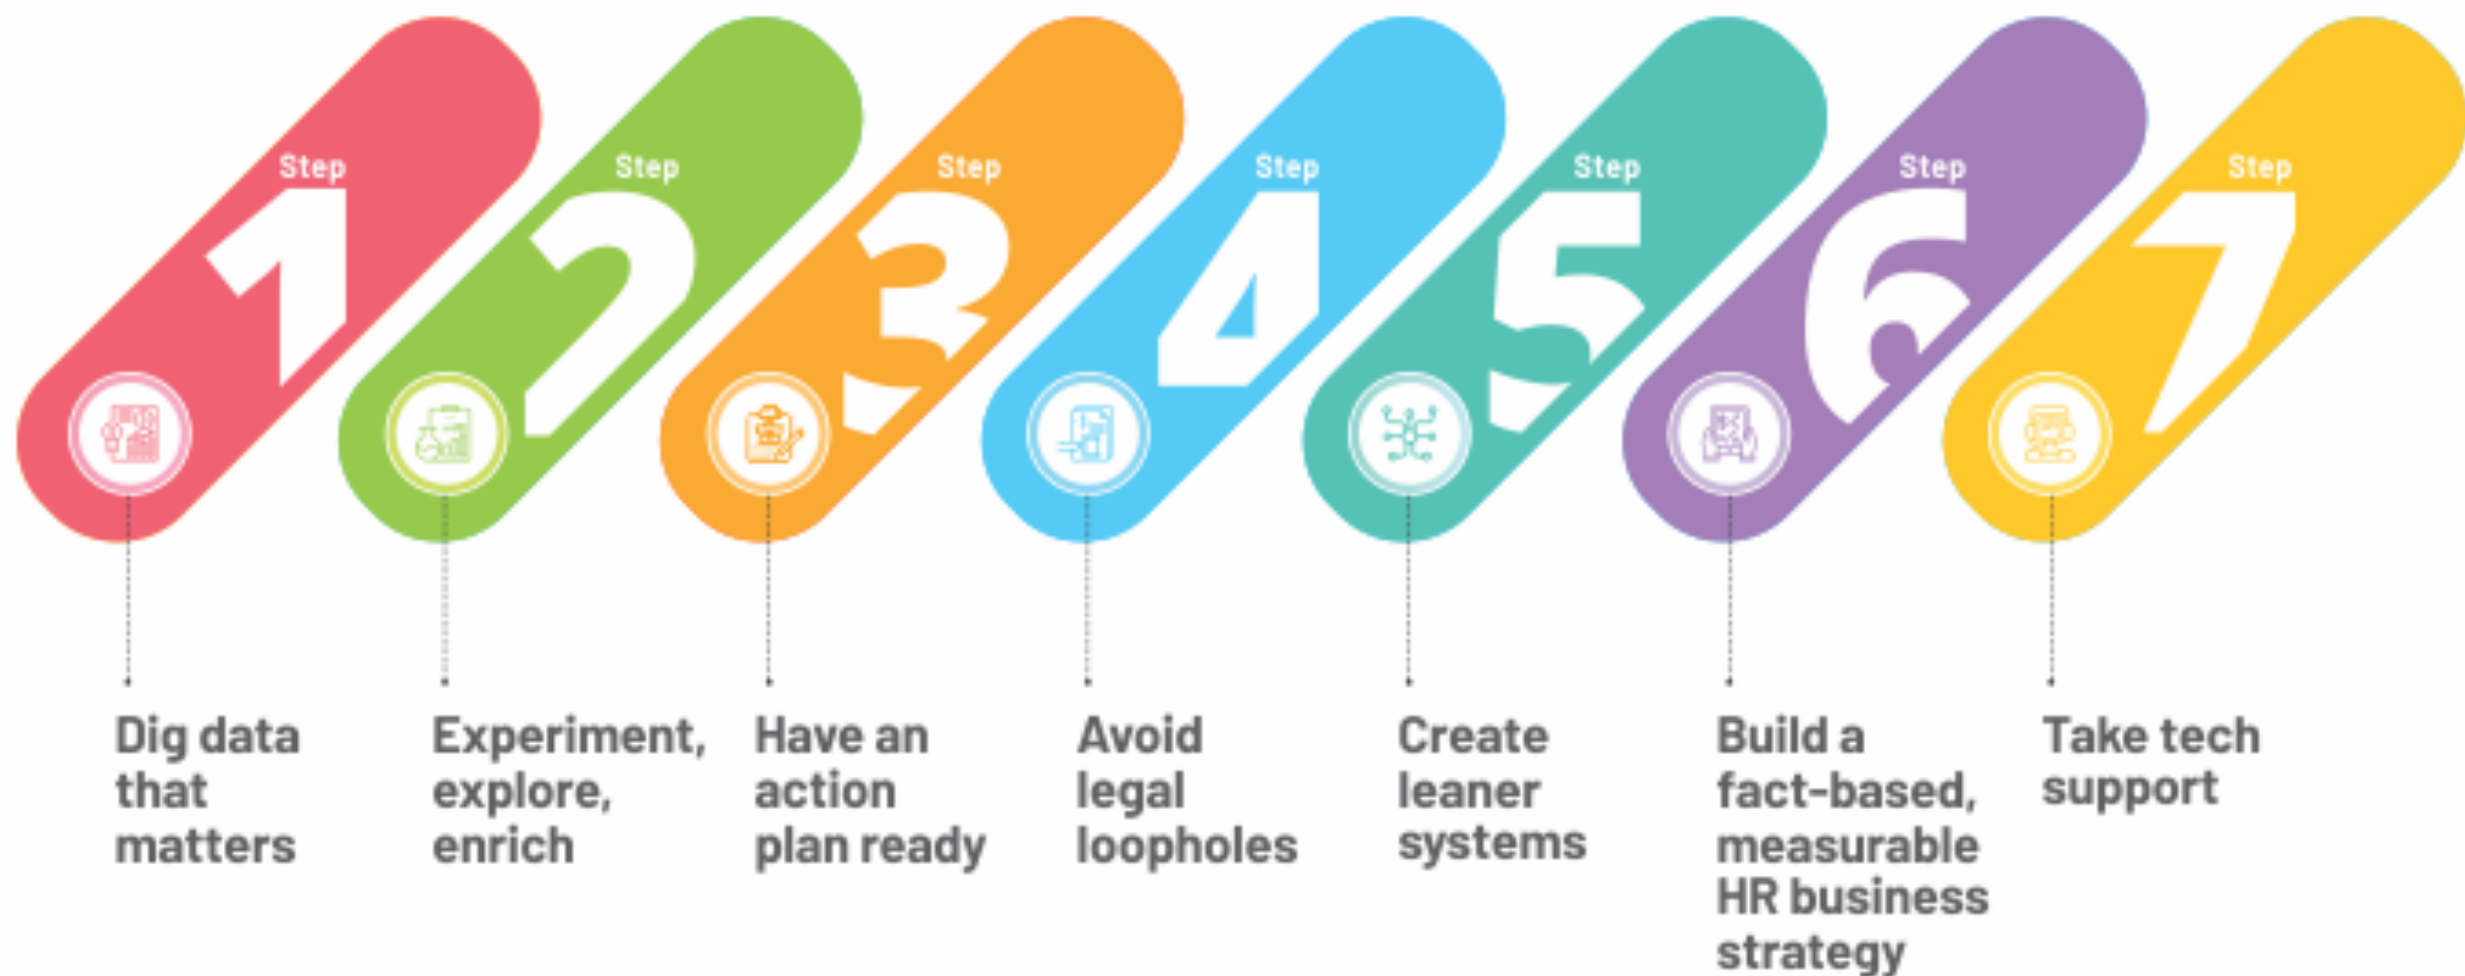 Step
1
Dig data
that
matters
Step
2
Experiment,
explore,
enrich
Step
3
Have an
action
plan ready
Step
4
Avoid
legal
loopholes
Step
5
Create
leaner
systems
Step
6
Build a
fact-based,
measurable
HR business
strategy
Step
7
Take tech
support